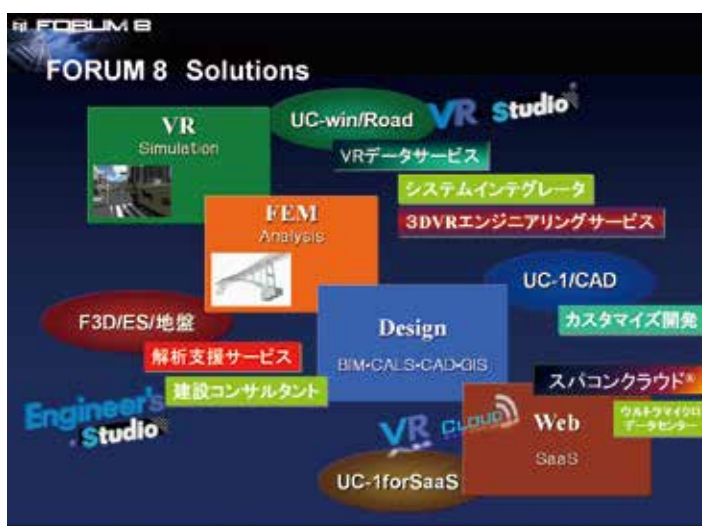 FORUM 8
FORUM 8 Solutions
VR
Simulation
UC-win/Road
VR Studio
VRデータサービス
システムインテグレータ
3DVRエンジニアリングサービス
FEM
Analysis
UC-1/CAD
カスタマイズ開発
F3D/ES/地盤
解析支援サービス
建設コンサルタント
Engineer's
Studio
Design
BIM•CALS•CAD•GIS
スパコンクラウド®
ウルトラマイクロ
データセンター
VR CLOUD
Web
SaaS
UC-1forSaaS